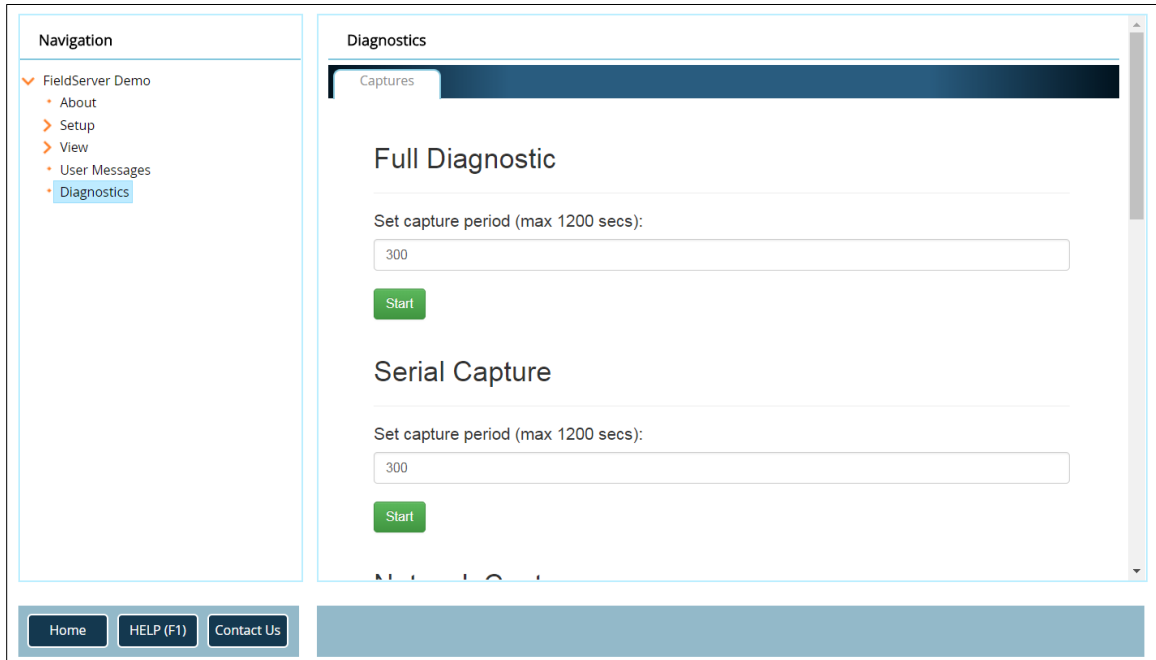 Navigation
FieldServer Demo
About
Setup
View
User Messages
Diagnostics
Diagnostics
Captures
Full Diagnostic
Set capture period (max 1200 secs):
300
Start
Serial Capture
Set capture period (max 1200 secs):
300
Start
Home
HELP (F1)
Contact Us